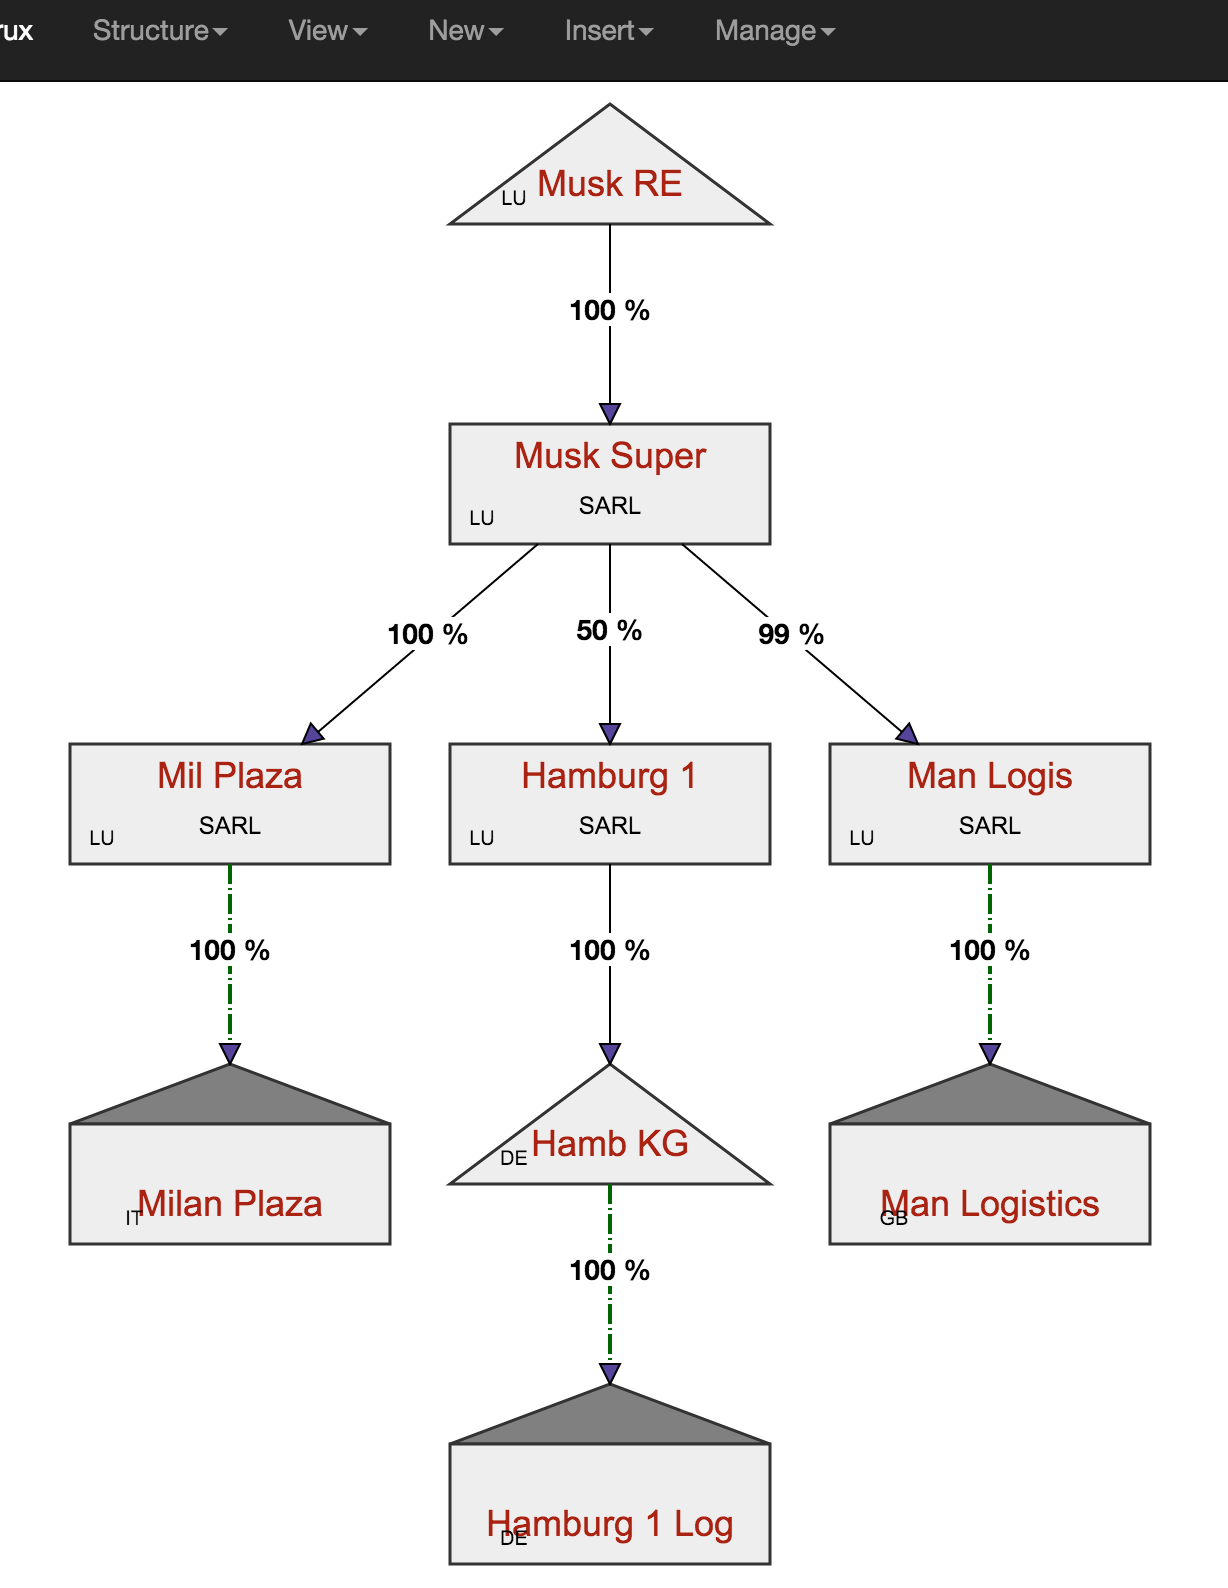 rux Structure View New Insert Manage
Musk RE
LU
100 %
Musk Super
SARL
LU
100 % 50 % 99 %
Mil Plaza Hamburg 1 Man Logis
SARL SARL SARL
LU LU LU
100 % 100 % 100 %
Hamb KG
DE
Milan Plaza Man Logistics
IT GB
100 %
Hamburg 1 Log
DE